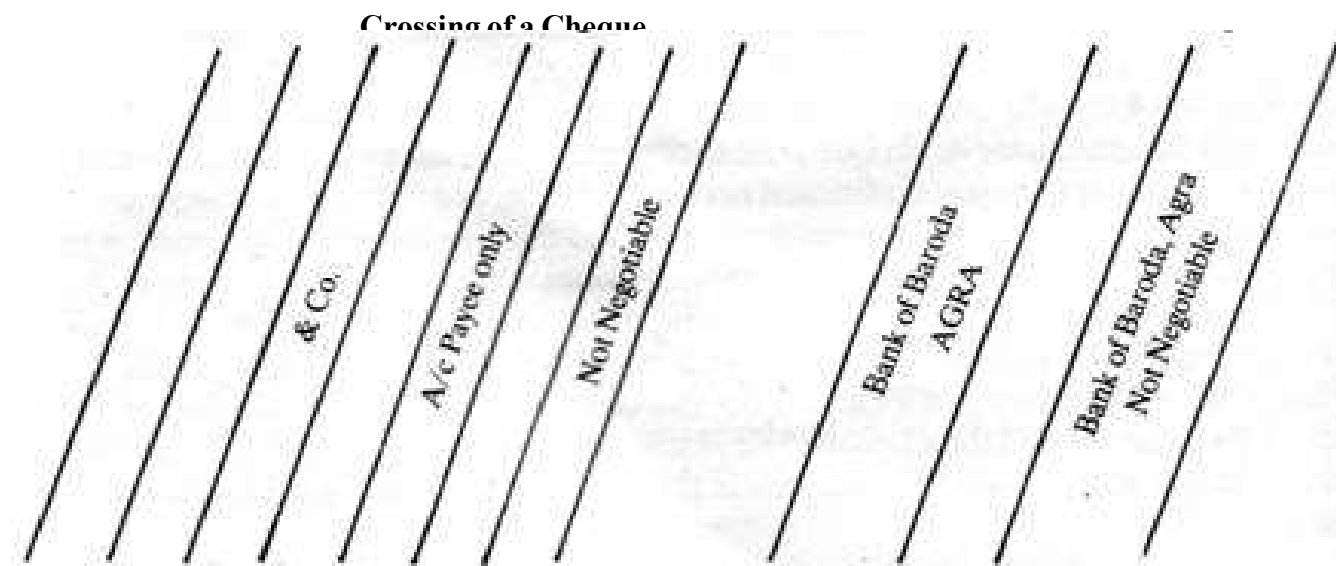 Crossing of a Cheque
& Co.
A/c Payee only
Not Negotiable
Bank of Baroda
AGRA
Bank of Baroda, Agra
Not Negotiable